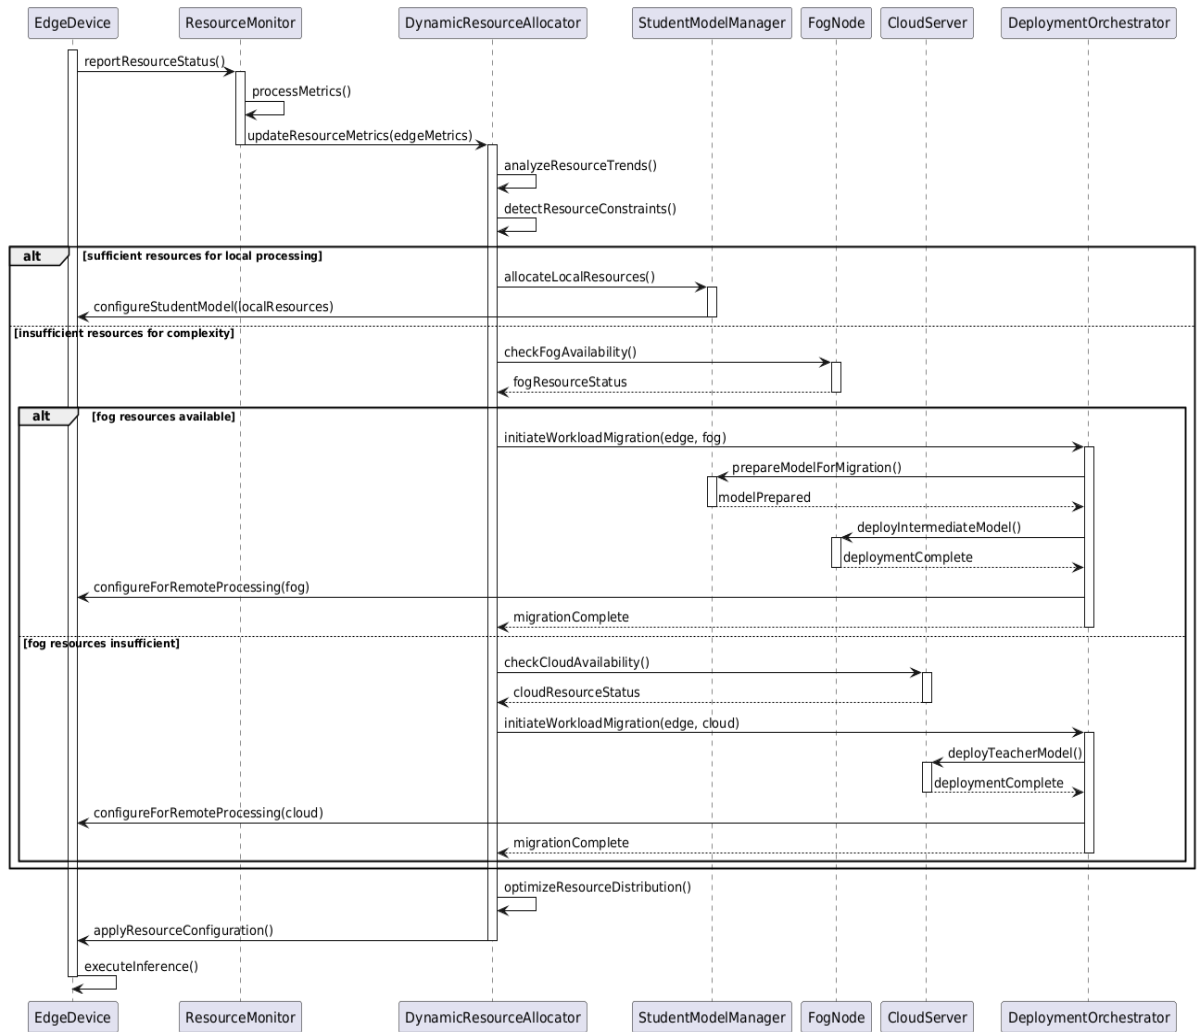 EdgeDevice ResourceMonitor DynamicResourceAllocator StudentModelManager FogNode CloudServer DeploymentOrchestrator
reportResourceStatus()
processMetrics()
updateResourceMetrics(edgeMetrics)
analyzeResourceTrends()
detectResourceConstraints()
alt [sufficient resources for local processing]
allocateLocalResources()
configureStudentModel(localResources)
[insufficient resources for complexity]
checkFogAvailability()
fogResourceStatus
alt [fog resources available]
initiateWorkloadMigration(edge, fog)
prepareModelForMigration()
modelPrepared
deployIntermediateModel()
deploymentComplete
configureForRemoteProcessing(fog)
migrationComplete
[fog resources insufficient]
checkCloudAvailability()
cloudResourceStatus
initiateWorkloadMigration(edge, cloud)
deployTeacherModel()
deploymentComplete
configureForRemoteProcessing(cloud)
migrationComplete
optimizeResourceDistribution()
applyResourceConfiguration()
executeInference()
EdgeDevice ResourceMonitor DynamicResourceAllocator StudentModelManager FogNode CloudServer DeploymentOrchestrator